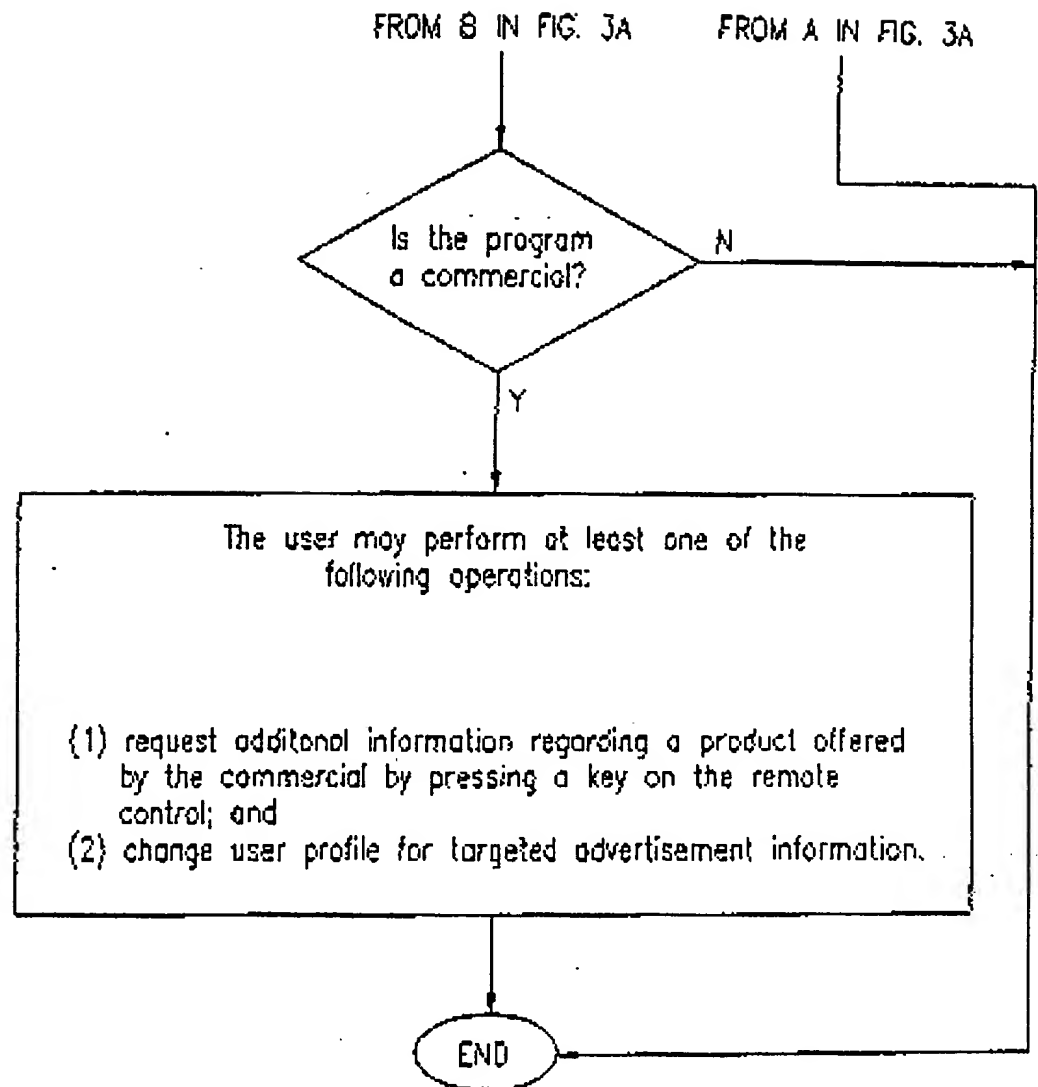 FROM B IN FIG. 3A
FROM A IN FIG. 3A
Is the program
a commercial?
N
Y
The user may perform at least one of the
following operations:
(1) request additonal information regarding a product offered
by the commercial by pressing a key on the remote
control; and
(2) change user profile for targeted advertisement information.
END